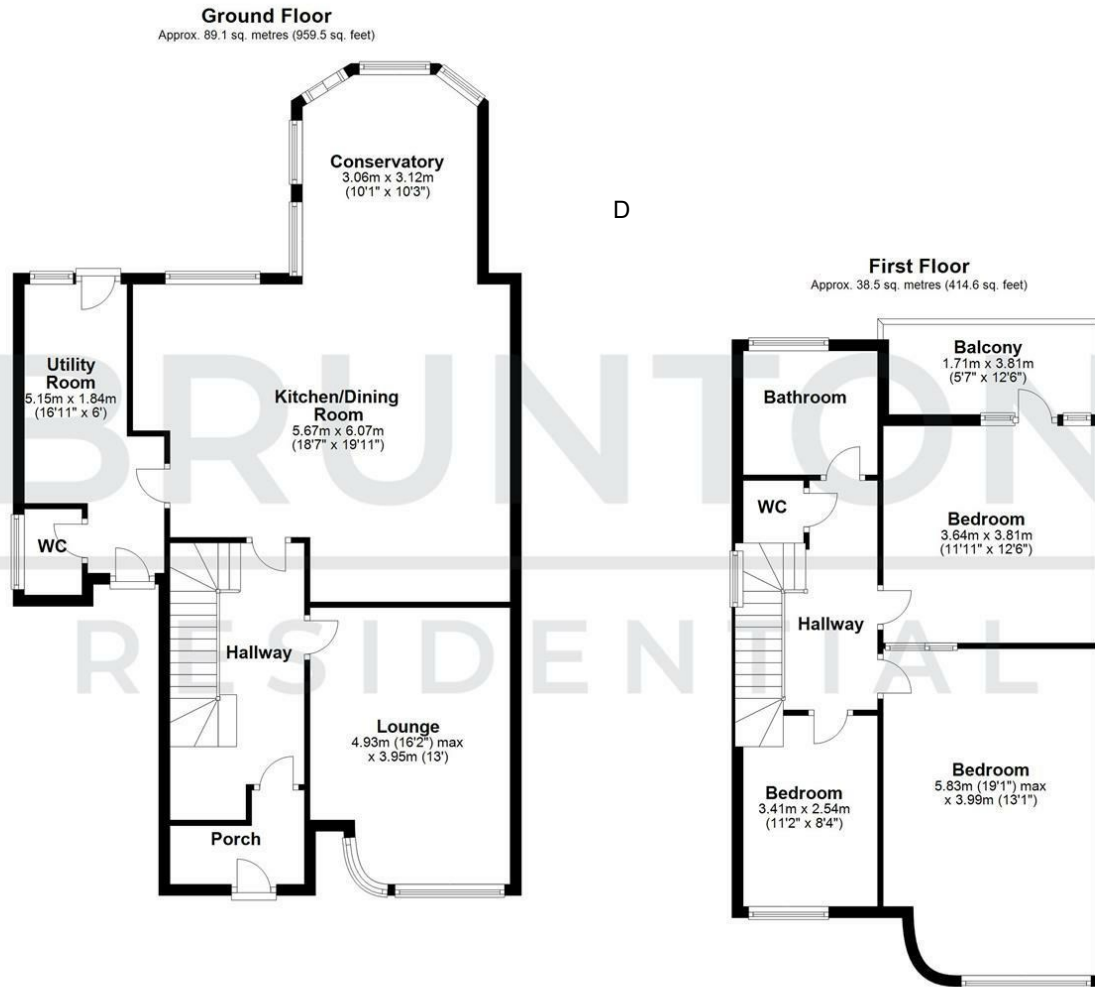 Ground Floor
Approx. 89.1 sq. metres (959.5 sq. feet)
Conservatory
3.06m x 3.12m
(10'1" x 10'3")
Utility
Room
5.15m x 1.84m
(16'11" x 6')
Kitchen/Dining
Room
5.67m x 6.07m
(18'7" x 19'11")
WC
Hallway
Lounge
4.93m (16'2") max
x 3.95m (13')
Porch
D
First Floor
Approx. 38.5 sq. metres (414.6 sq. feet)
Balcony
1.71m x 3.81m
(5'7" x 12'6")
Bathroom
WC
Bedroom
3.64m x 3.81m
(11'11" x 12'6")
Hallway
Bedroom
3.41m x 2.54m
(11'2" x 8'4")
Bedroom
5.83m (19'1") max
x 3.99m (13'1")
BRUNTON
RESIDENTIAL